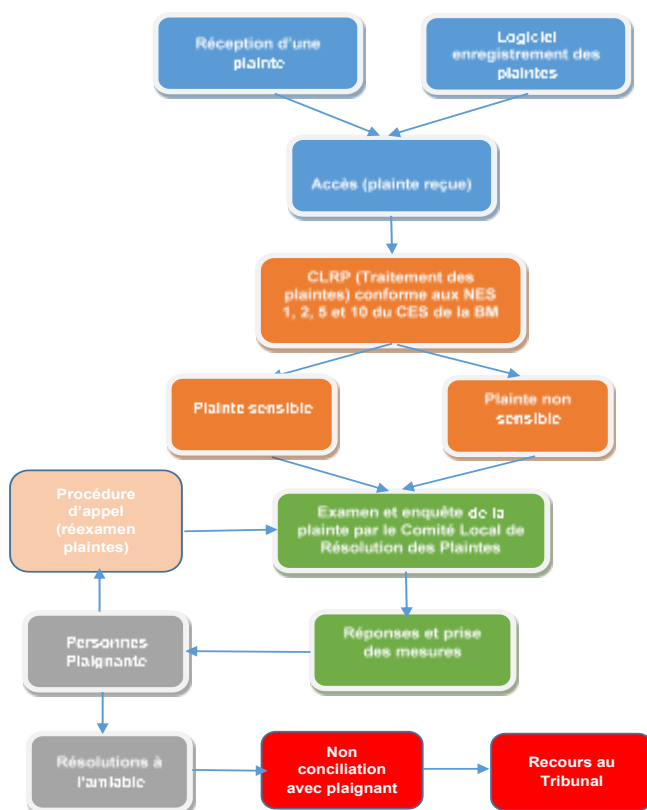 Réception d'une
plainte
Logiciel
enregistrement des
plaintes
Accès (plainte reçue)
CLRP (Traitement des
plaintes) conforme aux NES
1, 2, 5 et 10 du CES de la BM
Plainte sensible
Plainte non
sensible
Procédure
d'appel
(réexamen
plaintes)
Examen et enquête de la
plainte par le Comité Local de
Résolution des Plaintes
Personnes
Plaignante
Réponses et prise
des mesures
Résolutions à
l'amiable
Non
conciliation
avec plaignant
Recours au
Tribunal